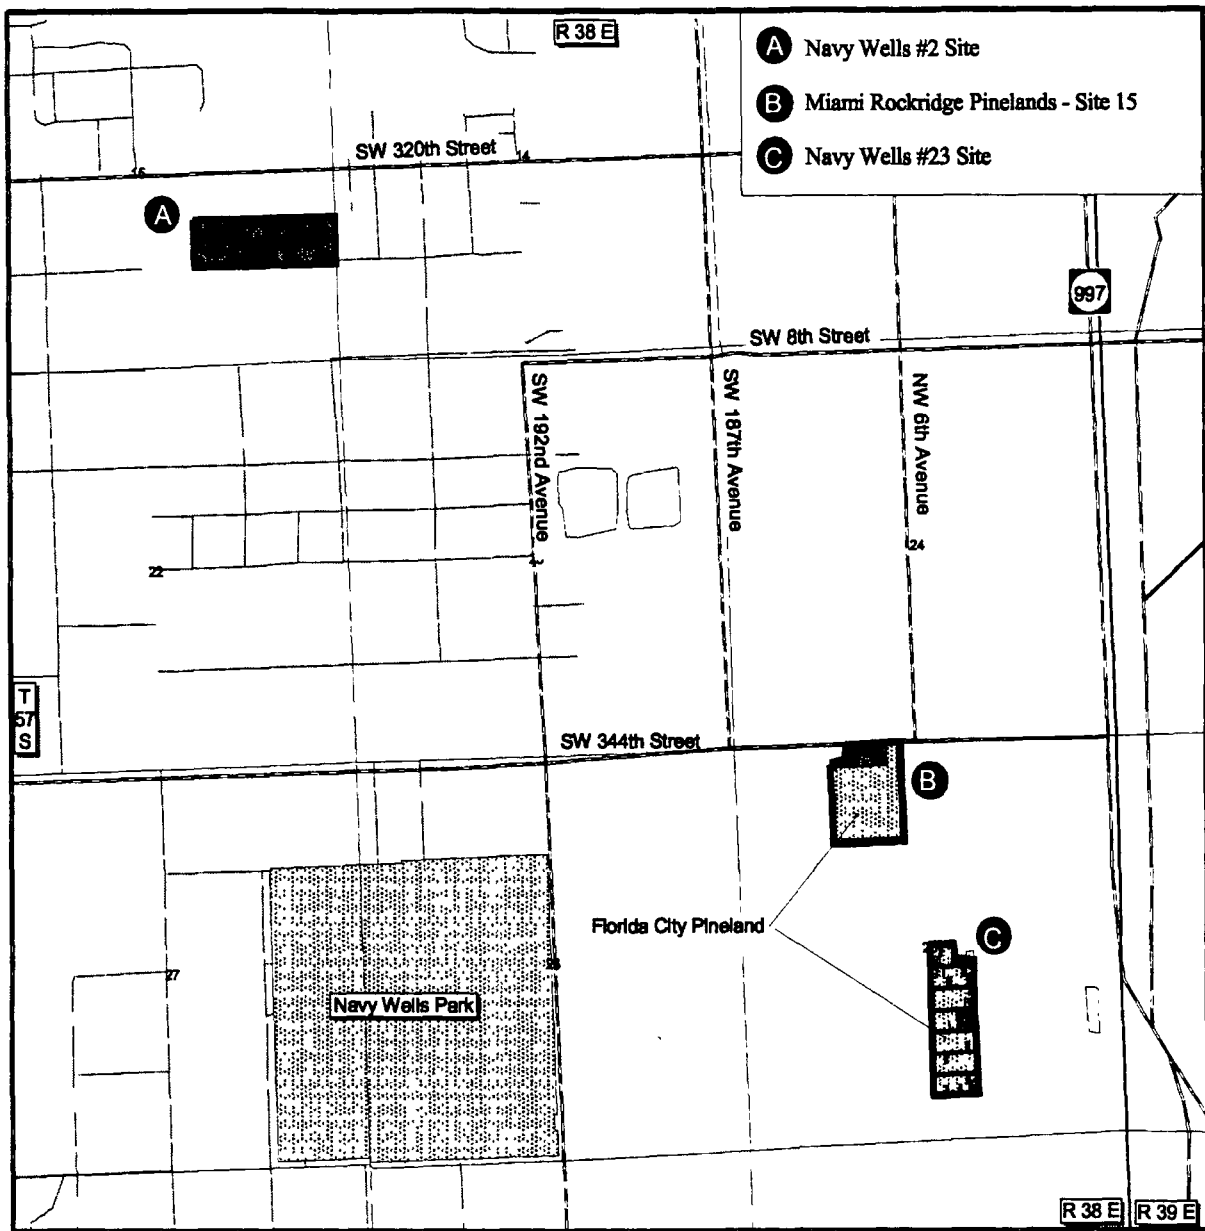 R 38 E
A Navy Wells #2 Site
B Miami Rockridge Pinelands - Site 15
C Navy Wells #23 Site
SW 320th Street
14
A
997
SW 8th Street
SW 192nd Avenue
SW 187th Avenue
NW 6th Avenue
24
22
T
57
S
SW 344th Street
B
Florida City Pineland
C
27
Navy Wells Park
R 38 E
R 39 E